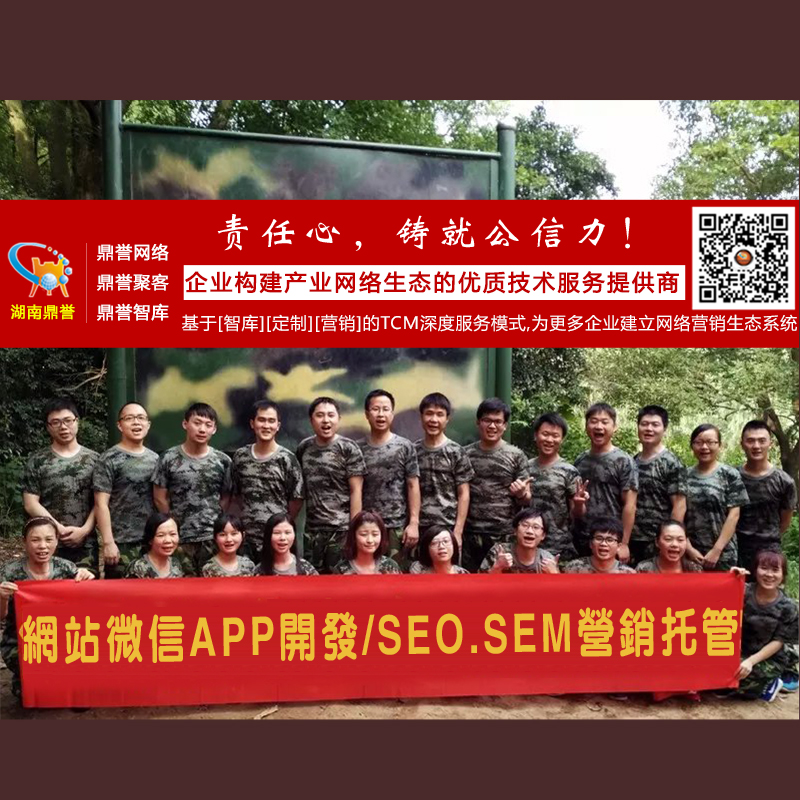 责任心，铸就公信力！
鼎誉网络
鼎誉聚客
鼎誉智库
湖南鼎誉
企业构建产业网络生态的优质技术服务提供商
基于[智库][定制][营销]的TCM深度服务模式,为更多企业建立网络营销生态系统
網站微信APP開發/SEO.SEM營銷托管